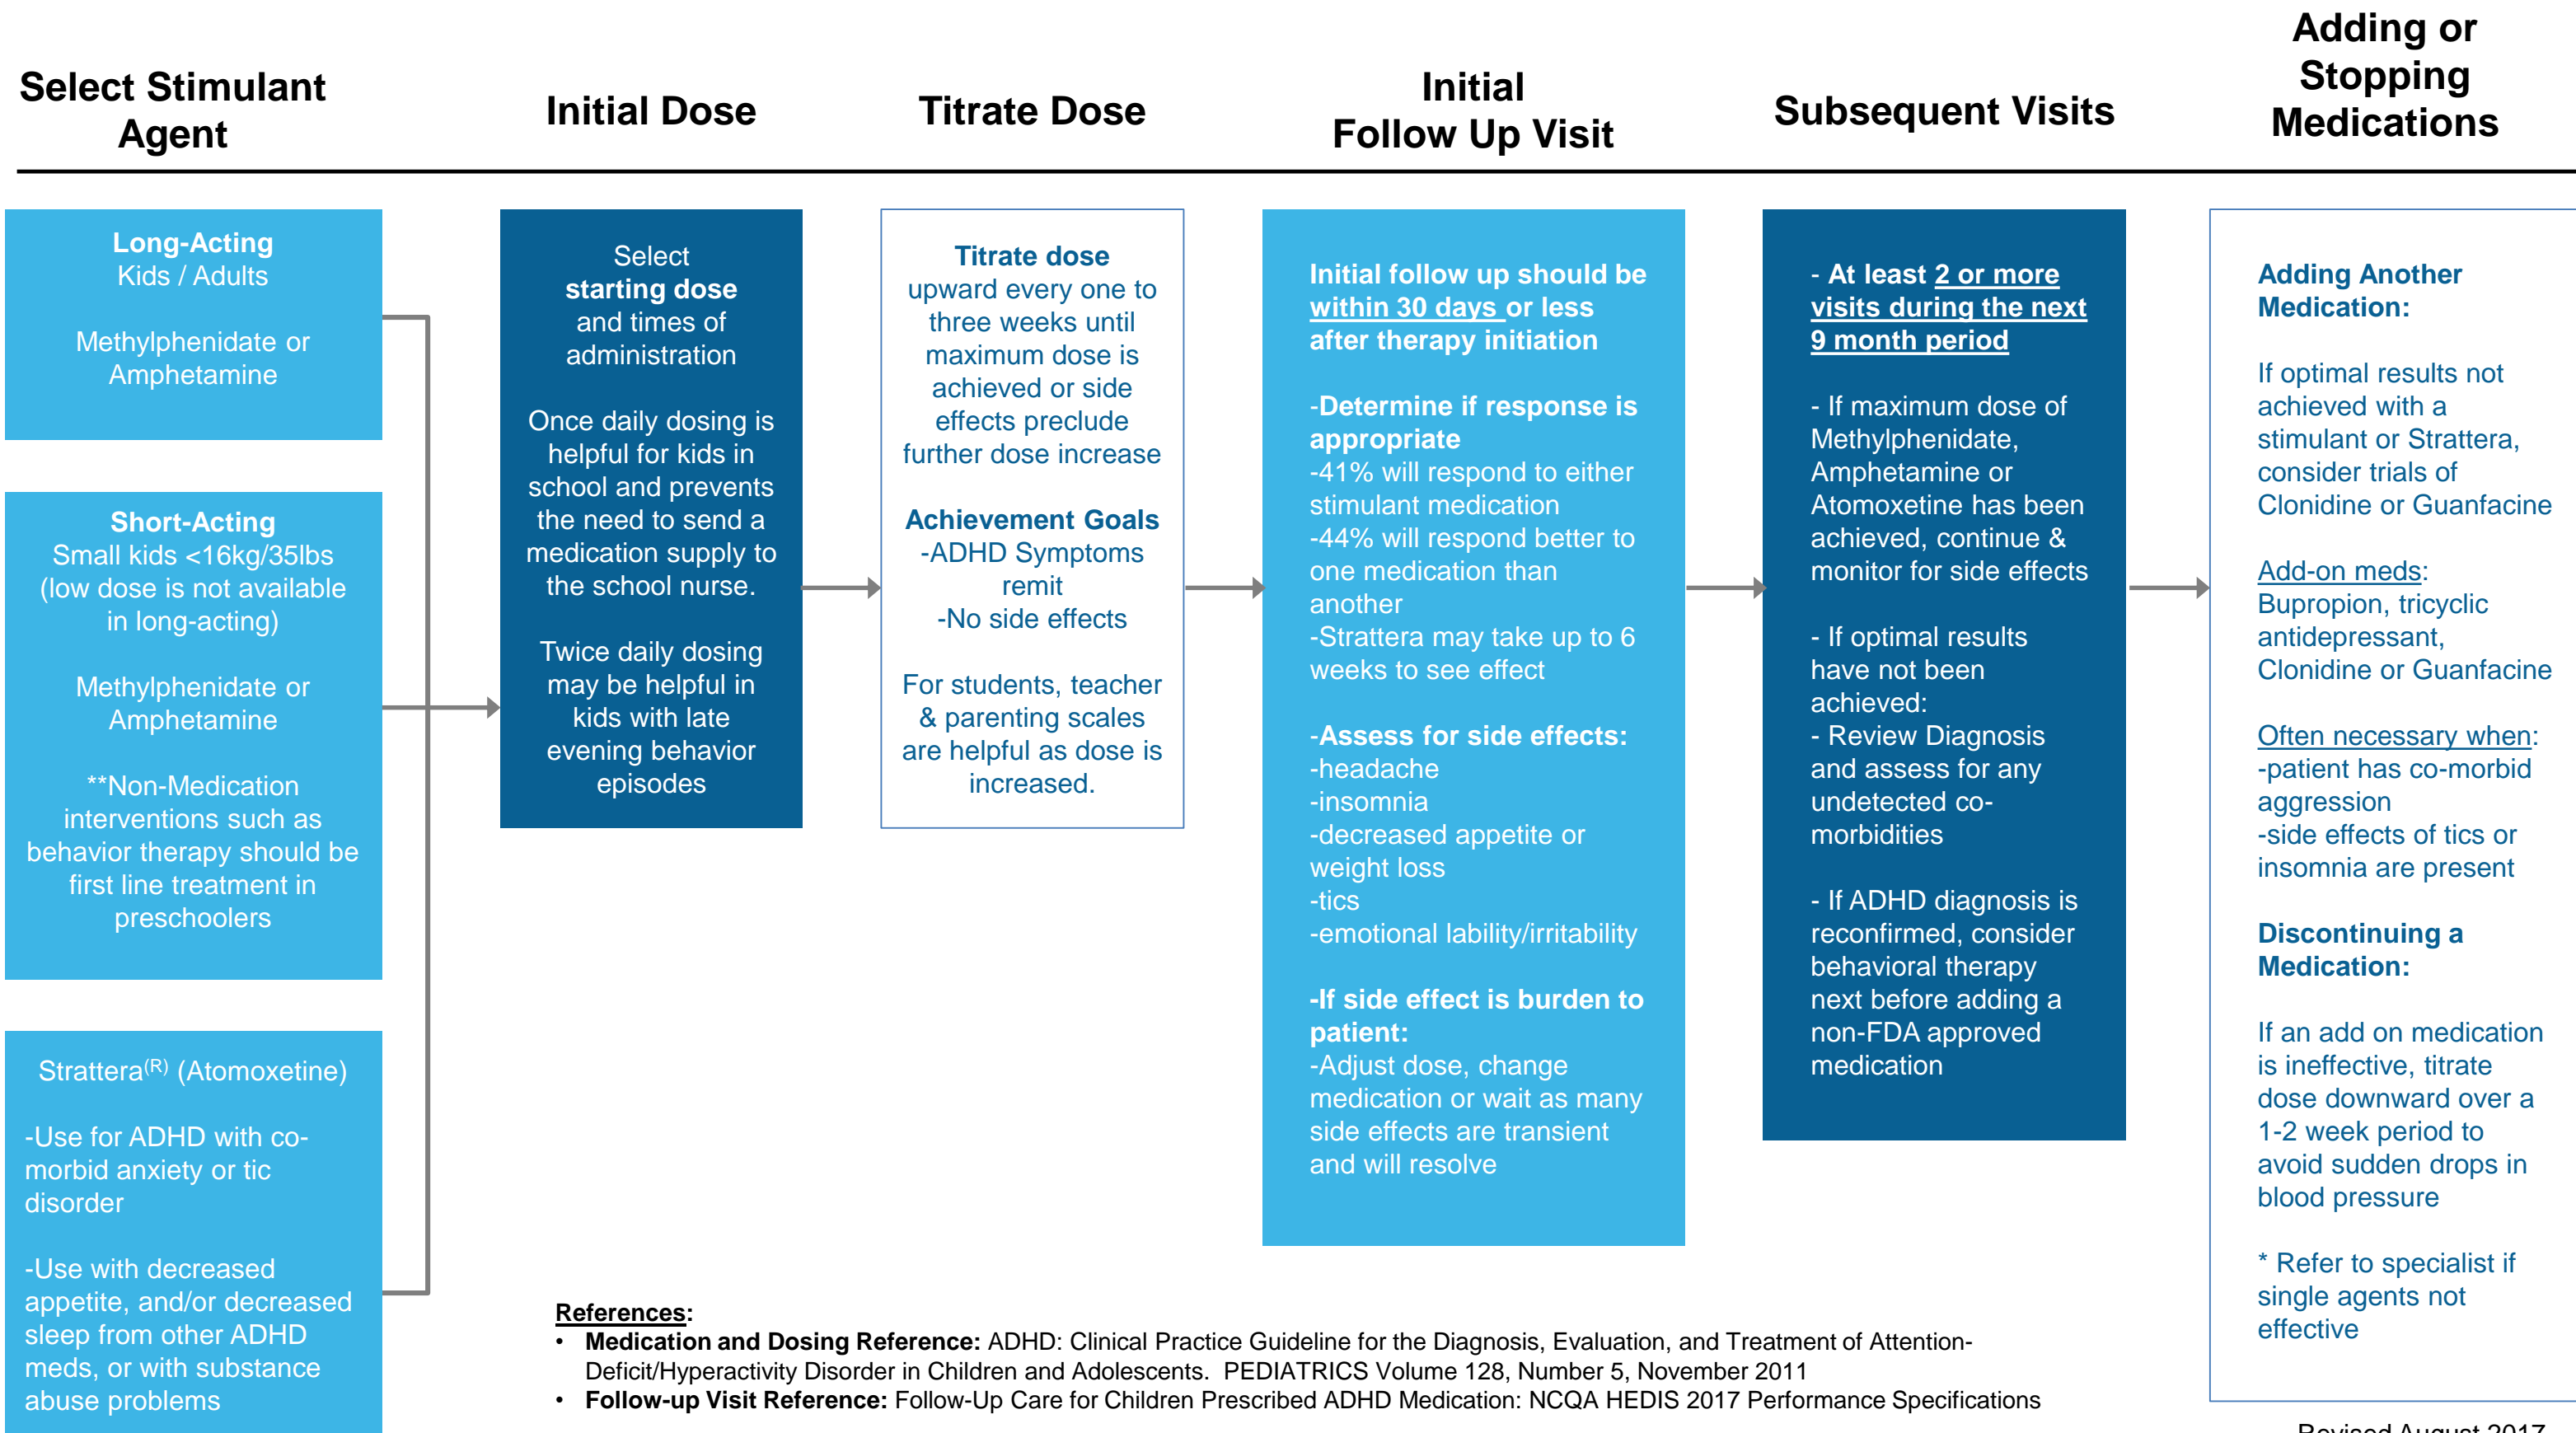 Select Stimulant
Agent
Initial Dose
Titrate Dose
Initial
Follow Up Visit
Subsequent Visits
Adding or
Stopping
Medications
Long-Acting
Kids / Adults
Methylphenidate or
Amphetamine
Short-Acting
Small kids <16kg/35lbs
(low dose is not available
in long-acting)
Methylphenidate or
Amphetamine
**Non-Medication
interventions such as
behavior therapy should be
first line treatment in
preschoolers
Strattera(R) (Atomoxetine)
-Use for ADHD with co-
morbid anxiety or tic
disorder
-Use with decreased
appetite, and/or decreased
sleep from other ADHD
meds, or with substance
abuse problems
Select
starting dose
and times of
administration
Once daily dosing is
helpful for kids in
school and prevents
the need to send a
medication supply to
the school nurse.
Twice daily dosing
may be helpful in
kids with late
evening behavior
episodes
Titrate dose
upward every one to
three weeks until
maximum dose is
achieved or side
effects preclude
further dose increase
Achievement Goals
-ADHD Symptoms
remit
-No side effects
For students, teacher
& parenting scales
are helpful as dose is
increased.
Initial follow up should be
within 30 days or less
after therapy initiation
-Determine if response is
appropriate
-41% will respond to either
stimulant medication
-44% will respond better to
one medication than
another
-Strattera may take up to 6
weeks to see effect
-Assess for side effects:
-headache
-insomnia
-decreased appetite or
weight loss
-tics
-emotional lability/irritability
-If side effect is burden to
patient:
-Adjust dose, change
medication or wait as many
side effects are transient
and will resolve
- At least 2 or more
visits during the next
9 month period
- If maximum dose of
Methylphenidate,
Amphetamine or
Atomoxetine has been
achieved, continue &
monitor for side effects
- If optimal results
have not been
achieved:
- Review Diagnosis
and assess for any
undetected co-
morbidities
- If ADHD diagnosis is
reconfirmed, consider
behavioral therapy
next before adding a
non-FDA approved
medication
Adding Another
Medication:
If optimal results not
achieved with a
stimulant or Strattera,
consider trials of
Clonidine or Guanfacine
Add-on meds:
Bupropion, tricyclic
antidepressant,
Clonidine or Guanfacine
Often necessary when:
-patient has co-morbid
aggression
-side effects of tics or
insomnia are present
Discontinuing a
Medication:
If an add on medication
is ineffective, titrate
dose downward over a
1-2 week period to
avoid sudden drops in
blood pressure
* Refer to specialist if
single agents not
effective
References:
• Medication and Dosing Reference: ADHD: Clinical Practice Guideline for the Diagnosis, Evaluation, and Treatment of Attention-
Deficit/Hyperactivity Disorder in Children and Adolescents. PEDIATRICS Volume 128, Number 5, November 2011
• Follow-up Visit Reference: Follow-Up Care for Children Prescribed ADHD Medication: NCQA HEDIS 2017 Performance Specifications
Revised August 2017